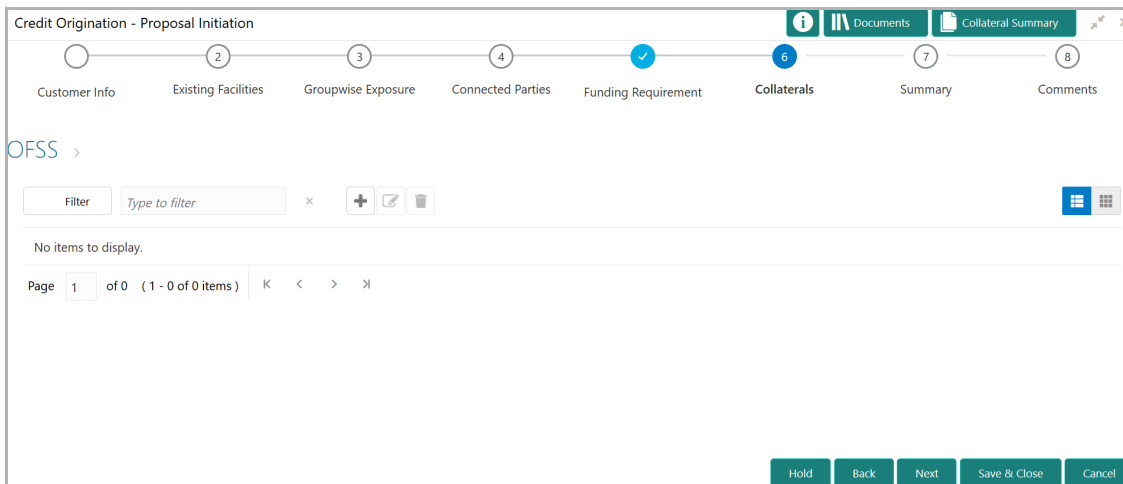 Credit Origination - Proposal Initiation
Documents
Collateral Summary
2 3 4 6 7 8
Customer Info Existing Facilities Groupwise Exposure Connected Parties Funding Requirement Collaterals Summary Comments
OFSS
Filter Type to filter
No items to display.
Page 1 of 0 ( 1 - 0 of 0 items )
Hold Back Next Save & Close Cancel